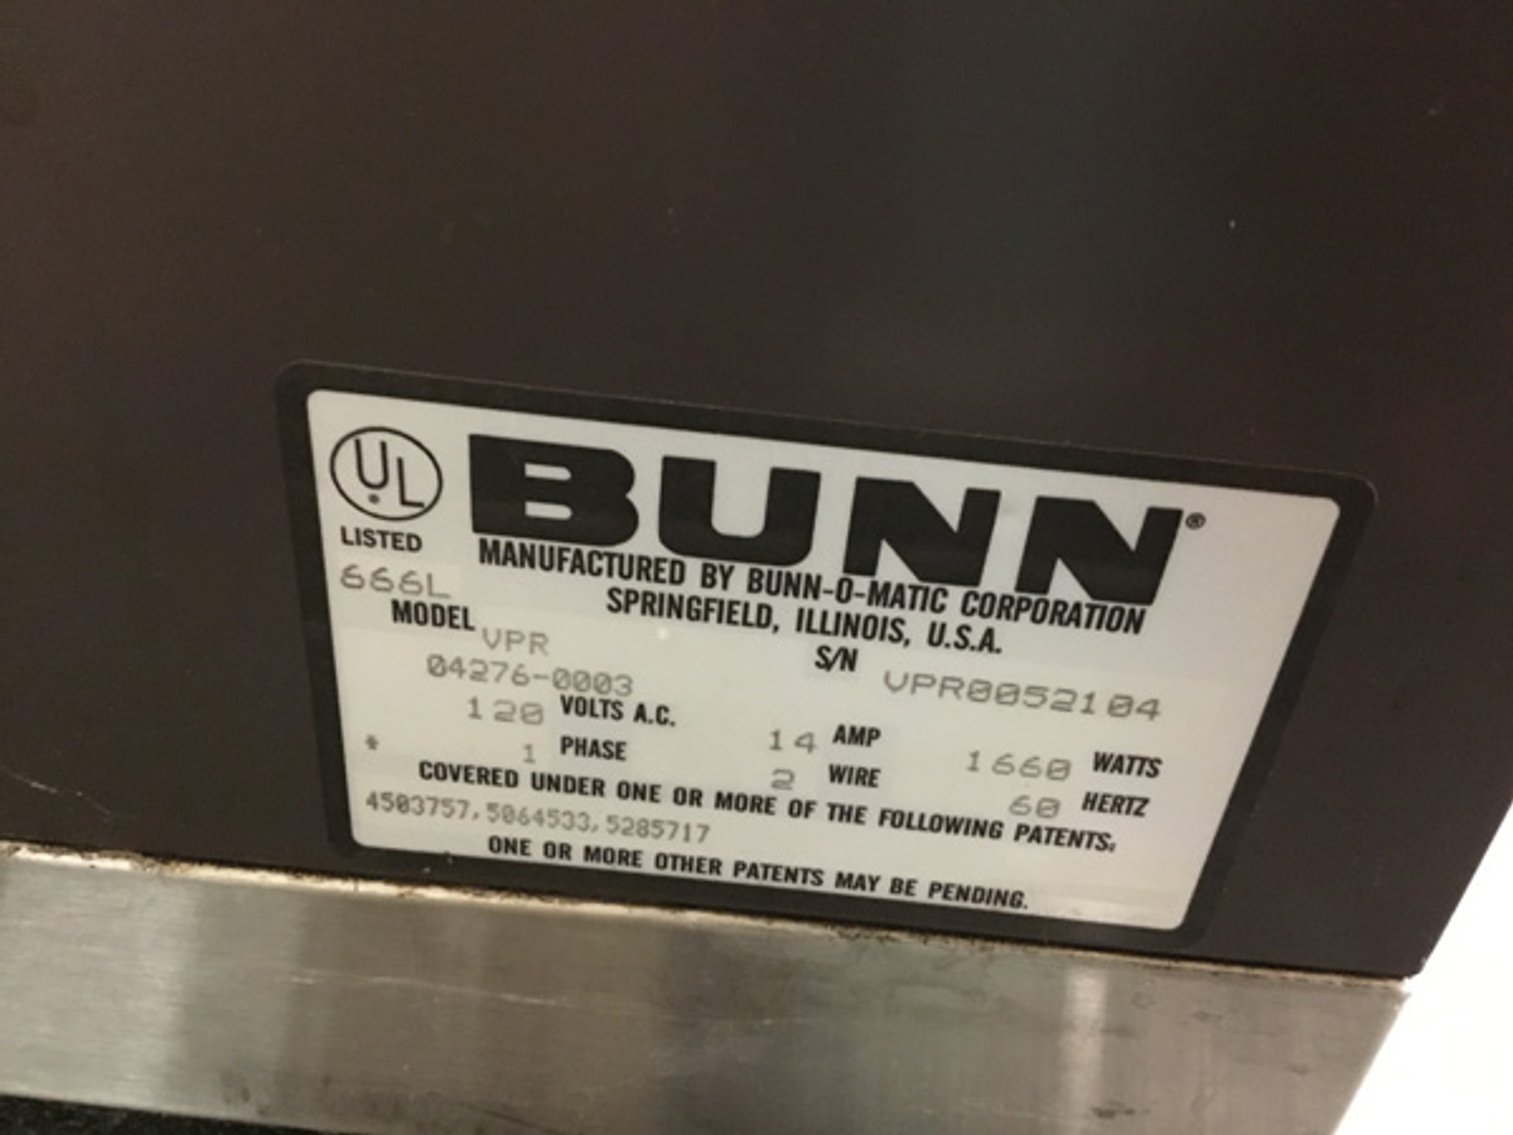 UL
LISTED
666L
BUNN®
MANUFACTURED BY BUNN-O-MATIC CORPORATION
SPRINGFIELD, ILLINOIS, U.S.A.
MODEL VPR S/N VPR0052104
04276-0003
120 VOLTS A.C. 14 AMP 1660 WATTS
* 1 PHASE 2 WIRE 60 HERTZ
COVERED UNDER ONE OR MORE OF THE FOLLOWING PATENTS:
4503757,5064533,5285717
ONE OR MORE OTHER PATENTS MAY BE PENDING.